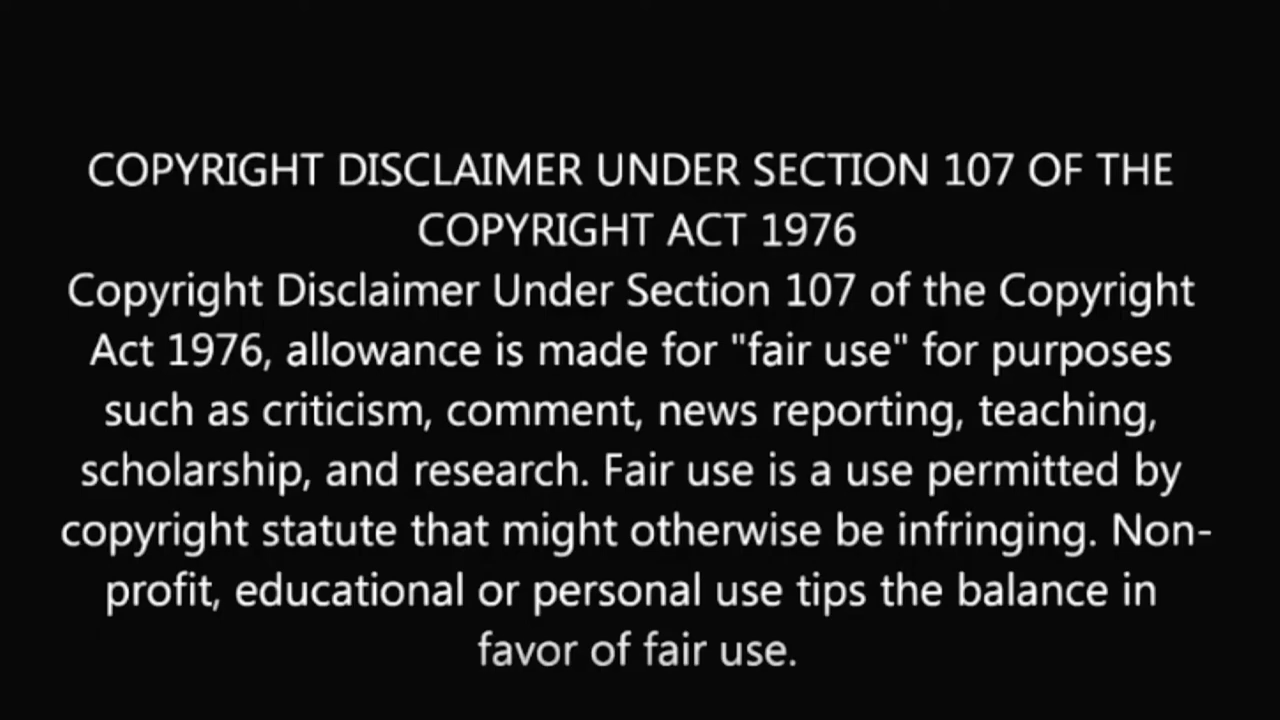 COPYRIGHT DISCLAIMER UNDER SECTION 107 OF THE
COPYRIGHT ACT 1976
Copyright Disclaimer Under Section 107 of the Copyright
Act 1976, allowance is made for "fair use" for purposes
such as criticism, comment, news reporting, teaching,
scholarship, and research. Fair use is a use permitted by
copyright statute that might otherwise be infringing. Non-
profit, educational or personal use tips the balance in
favor of fair use.